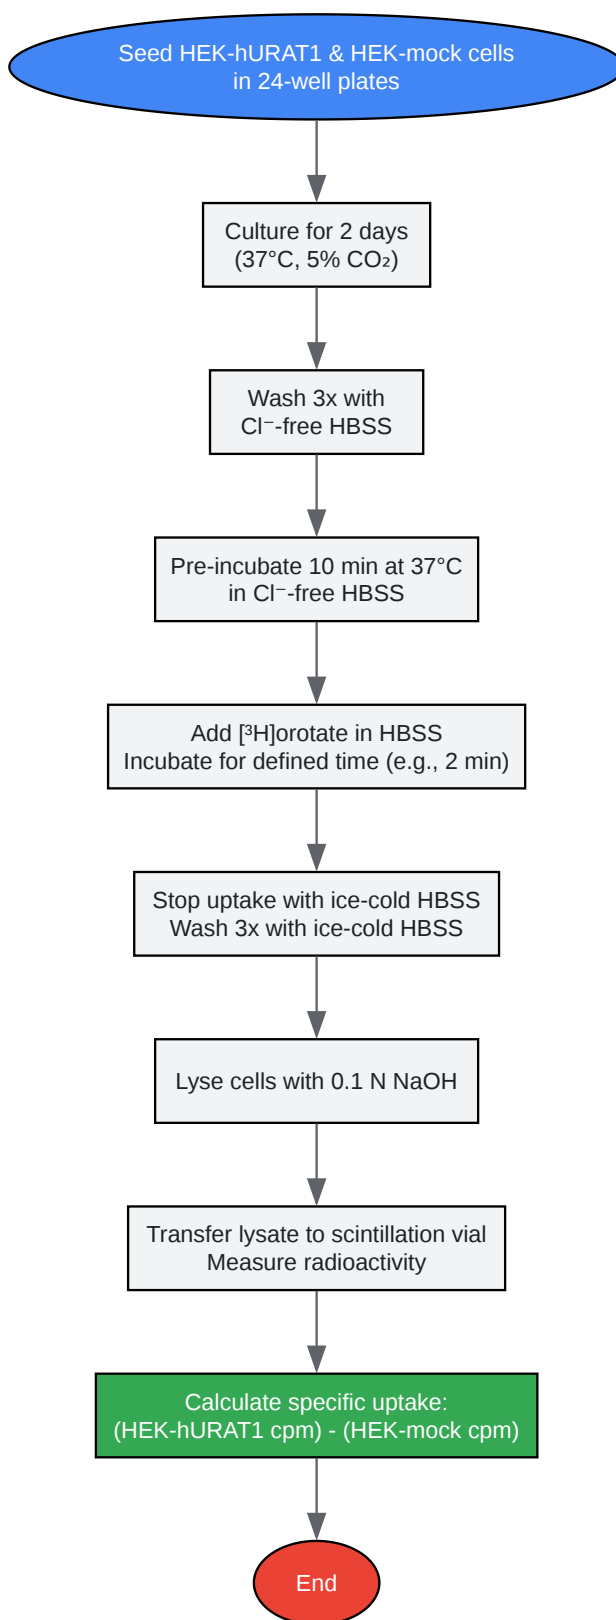 Seed HEK-hURAT1 & HEK-mock cells
in 24-well plates
Culture for 2 days
(37°C, 5% CO₂)
Wash 3x with
Cl⁻-free HBSS
Pre-incubate 10 min at 37°C
in Cl⁻-free HBSS
Add [³H]orotate in HBSS
Incubate for defined time (e.g., 2 min)
Stop uptake with ice-cold HBSS
Wash 3x with ice-cold HBSS
Lyse cells with 0.1 N NaOH
Transfer lysate to scintillation vial
Measure radioactivity
Calculate specific uptake:
(HEK-hURAT1 cpm) - (HEK-mock cpm)
End